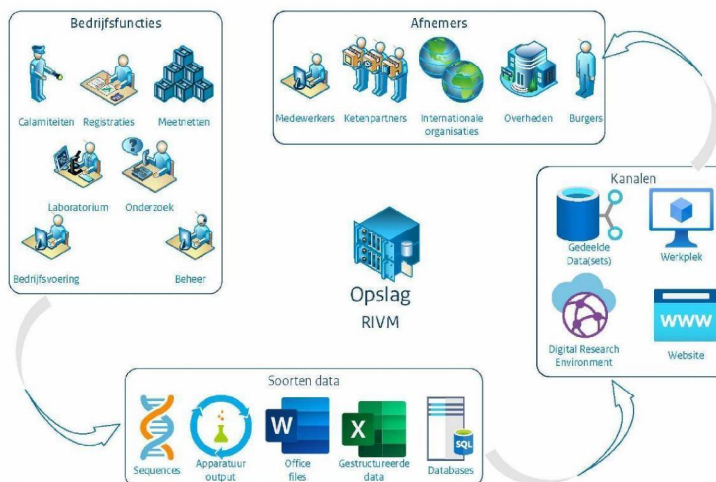 Bedrijfsfuncties
Calamiteiten Registraties Meetnetten
Laboratorium Onderzoek
Bedrijfsvoering Beheer
Afnemers
Medewerkers Ketenpartners Internationale organisaties Overheden Burgers
Kanalen
Gedeelde Data(sets)
Werkplek
Digital Research Environment
WWW
Website
Opslag
RIVM
Soorten data
W
X
SQL
Sequences Apparatuur output Office files Gestructureerde data Databases